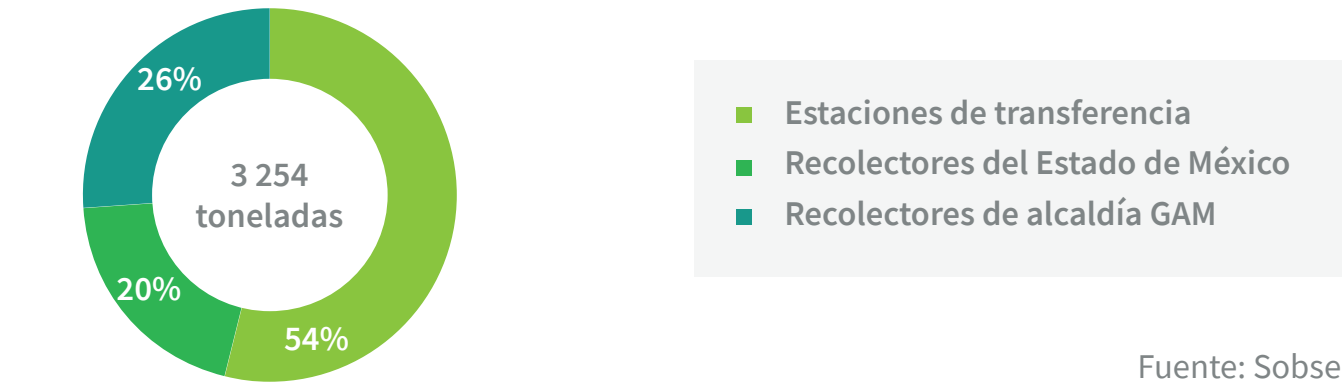 26%
3 254
toneladas
20%
54%
Estaciones de transferencia
Recolectores del Estado de México
Recolectores de alcaldía GAM
Fuente: Sobse